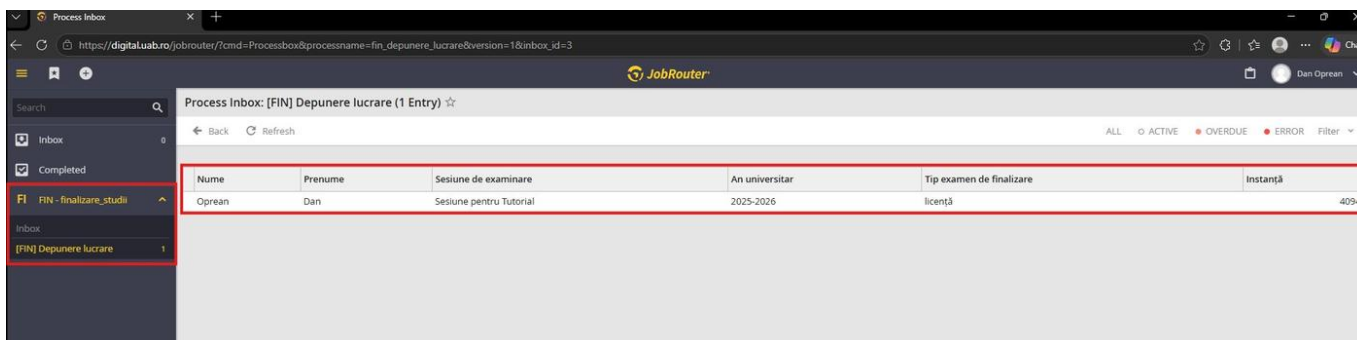 Process Inbox
https://digital.uab.ro/jobrouter/?cmd=Processbox&processname=fin_depunere_lucrare&version=1&inbox_id=3
JobRouter
Dan Oprean
Search
Process Inbox: [FIN] Depunere lucrare (1 Entry)
Back Refresh
ALL ACTIVE OVERDUE ERROR Filter
Inbox 0
Completed
FI FIN - finalizare_studii
Inbox
[FIN] Depunere lucrare 1
Nume Prenume Sesiune de examinare An universitar Tip examen de finalizare Instanță
Oprean Dan Sesiune pentru Tutorial 2025-2026 licență